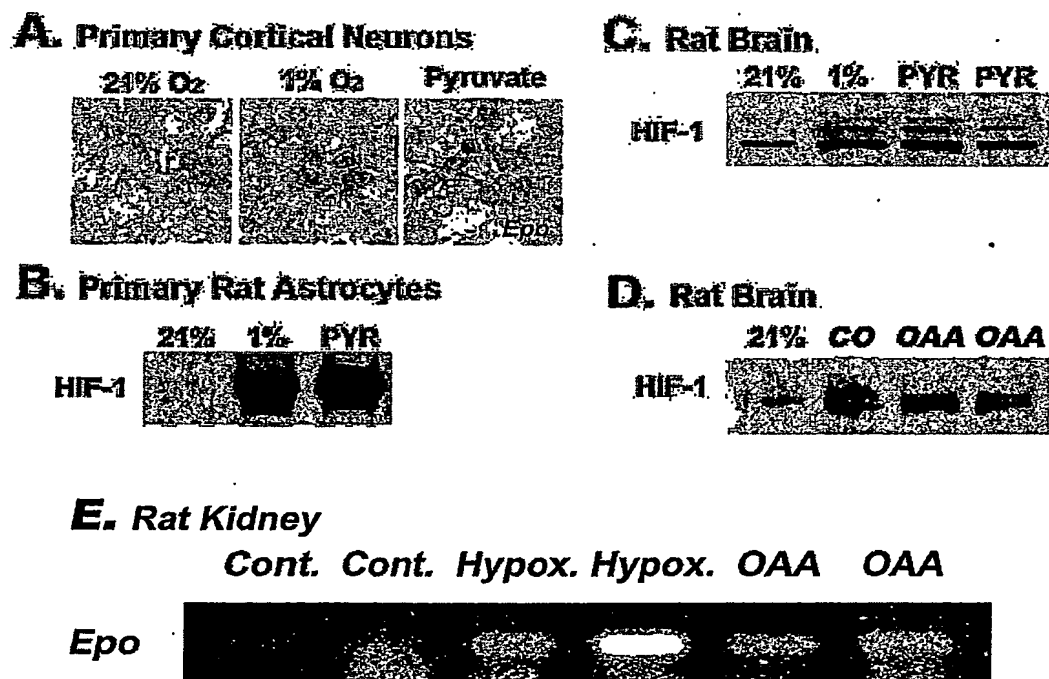 A. Primary Cortical Neurons
21% O2 1% O2 Pyruvate
Epo
B. Primary Rat Astrocytes
21% 1% PYR
HIF-1
C. Rat Brain
21% 1% PYR PYR
HIF-1
D. Rat Brain
21% CO OAA OAA
HIF-1
E. Rat Kidney
Cont. Cont. Hypox. Hypox. OAA OAA
Epo